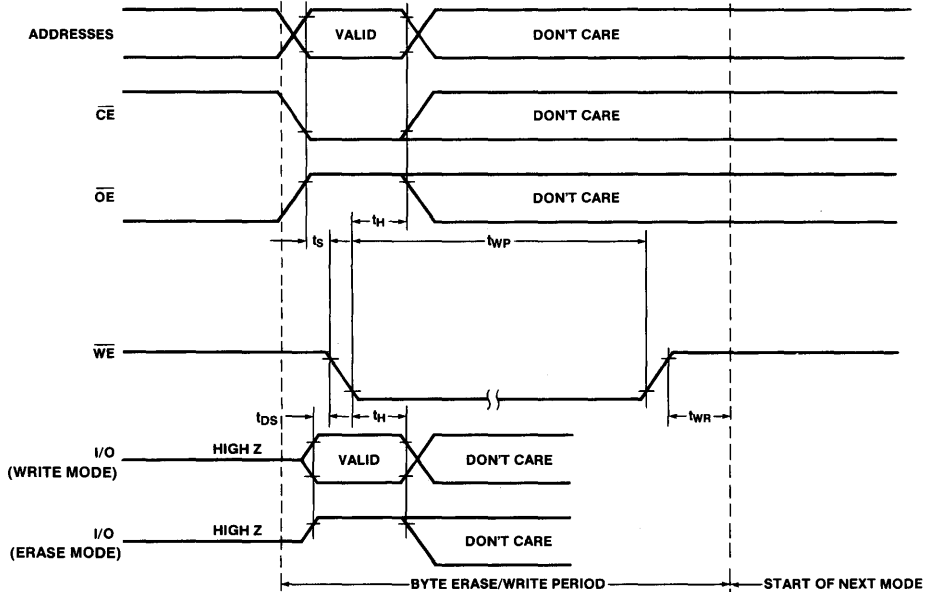 ADDRESSES
VALID
DON'T CARE
CE
DON'T CARE
OE
DON'T CARE
tH
tS
tWP
WE
tDS
tH
tWR
I/O
(WRITE MODE)
HIGH Z
VALID
DON'T CARE
I/O
(ERASE MODE)
HIGH Z
DON'T CARE
BYTE ERASE/WRITE PERIOD
START OF NEXT MODE